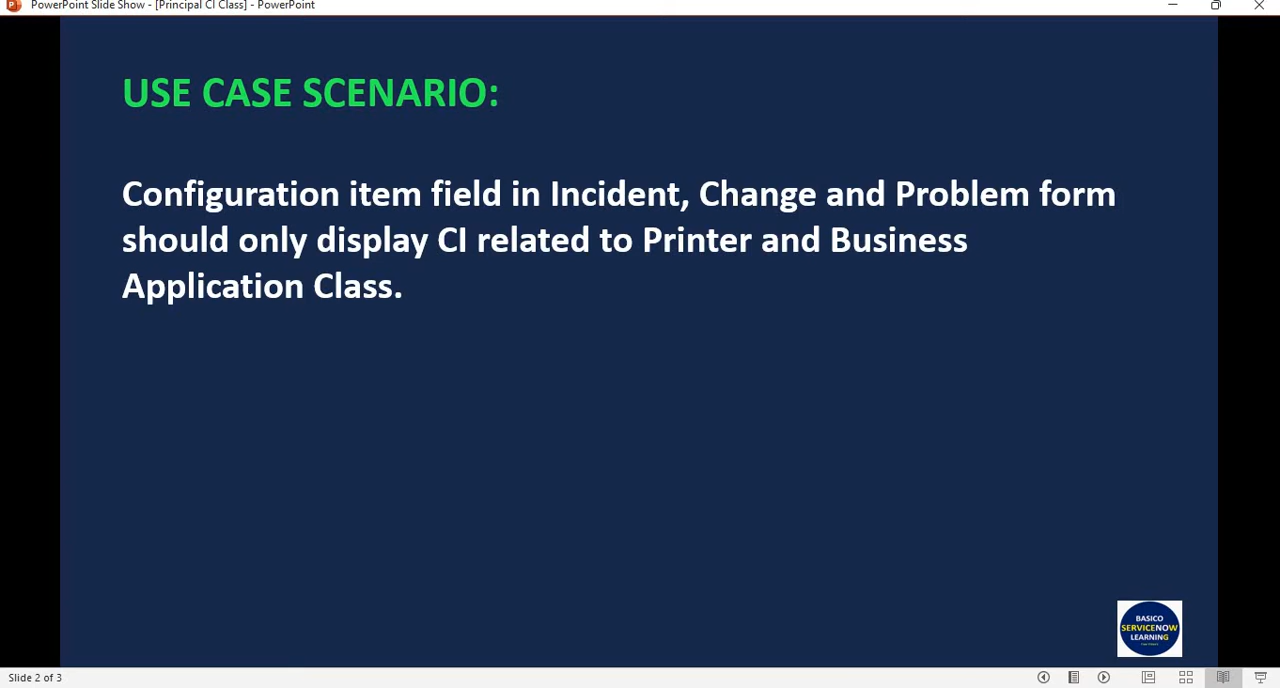 PowerPoint Slide Show - [Principal CI Class] - PowerPoint
USE CASE SCENARIO:
Configuration item field in Incident, Change and Problem form
should only display CI related to Printer and Business
Application Class.
BASICO
SERVICENOW
LEARNING
Slide 2 of 3